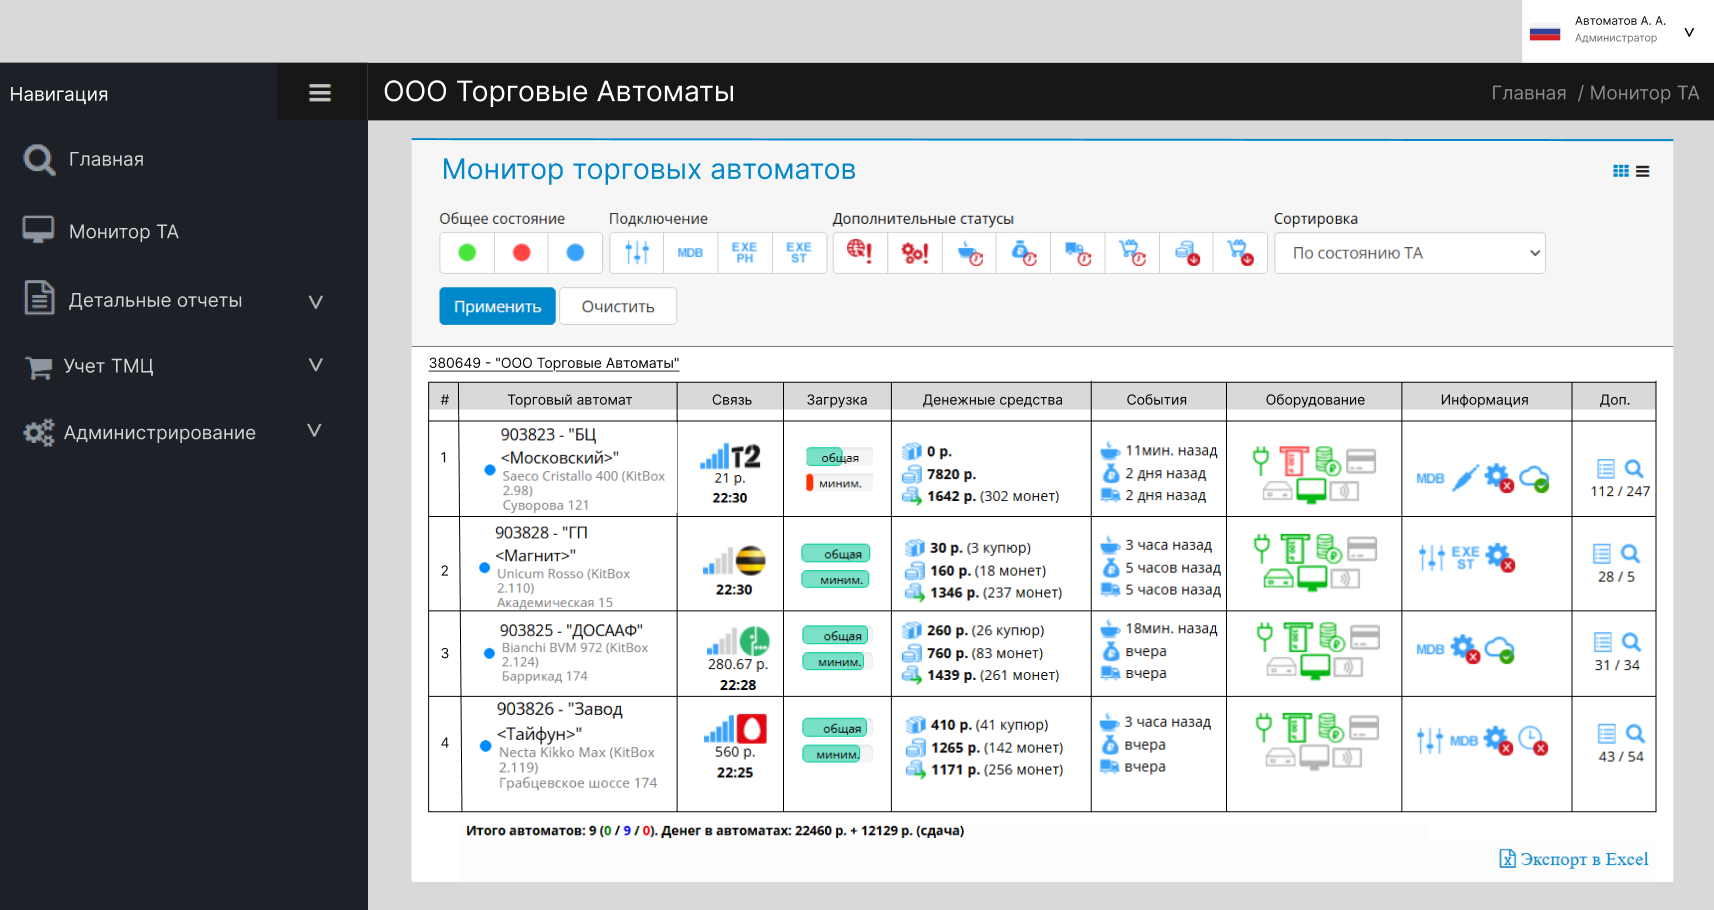 Автоматов А. А.
Администратор
Навигация
ООО Торговые Автоматы
Главная / Монитор ТА
Главная
Монитор ТА
Детальные отчеты
Учет ТМЦ
Администрирование
Монитор торговых автоматов
Общее состояние
Подключение
Дополнительные статусы
Сортировка
MDB
EXE PH
EXE ST
По состоянию ТА
Применить
Очистить
380649 - "ООО Торговые Автоматы"
# Торговый автомат Связь Загрузка Денежные средства События Оборудование Информация Доп.
1
903823 - "БЦ
<Московский>"
Saeco Cristallo 400 (KitBox
2.98)
Суворова 121
T2
21 р.
22:30
общая
миним.
0 р.
7820 р.
1642 р. (302 монет)
11мин. назад
2 дня назад
2 дня назад
MDB
112 / 247
2
903828 - "ГП
<Магнит>"
Unicum Rosso (KitBox
2.110)
Академическая 15
22:30
общая
миним.
30 р. (3 купюр)
160 р. (18 монет)
1346 р. (237 монет)
3 часа назад
5 часов назад
5 часов назад
EXE
ST
28 / 5
3
903825 - "ДОСААФ"
Bianchi BVM 972 (KitBox
2.124)
Баррикад 174
280.67 р.
22:28
общая
миним.
260 р. (26 купюр)
760 р. (83 монет)
1439 р. (261 монет)
18мин. назад
вчера
вчера
MDB
31 / 34
4
903826 - "Завод
<Тайфун>"
Necta Kikko Max (KitBox
2.119)
Грабцевское шоссе 174
560 р.
22:25
общая
миним.
410 р. (41 купюр)
1265 р. (142 монет)
1171 р. (256 монет)
3 часа назад
вчера
вчера
MDB
43 / 54
Итого автоматов: 9 (0 / 9 / 0). Денег в автоматах: 22460 р. + 12129 р. (сдача)
Экспорт в Excel